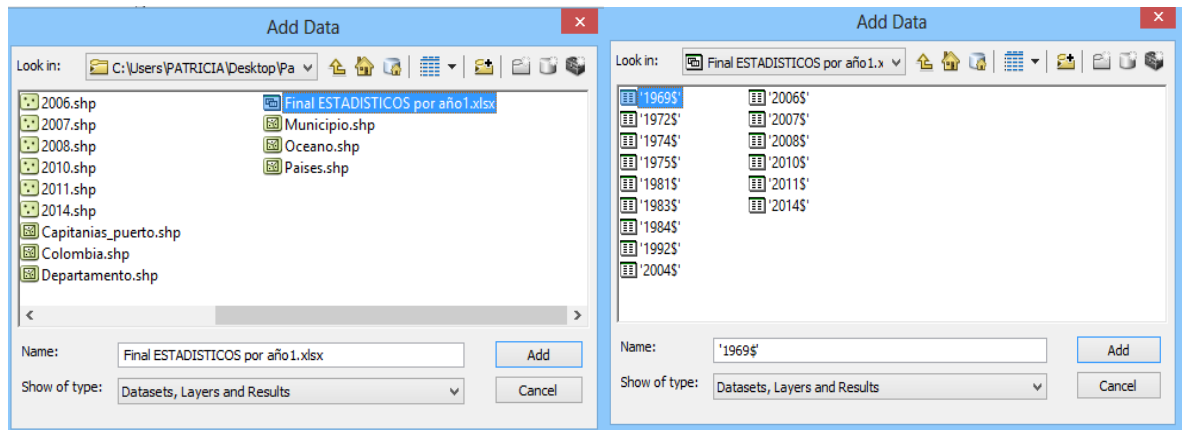 Add Data
Look in:
C:\Users\PATRICIA\Desktop\Pa
2006.shp
2007.shp
2008.shp
2010.shp
2011.shp
2014.shp
Capitanias_puerto.shp
Colombia.shp
Departamento.shp
Final ESTADISTICOS por año1.xlsx
Municipio.shp
Oceano.shp
Paises.shp
Name:
Final ESTADISTICOS por año1.xlsx
Add
Show of type:
Datasets, Layers and Results
Cancel
Add Data
Look in:
Final ESTADISTICOS por año1.x
'1969$'
'1972$'
'1974$'
'1975$'
'1981$'
'1983$'
'1984$'
'1992$'
'2004$'
'2006$'
'2007$'
'2008$'
'2010$'
'2011$'
'2014$'
Name:
'1969$'
Add
Show of type:
Datasets, Layers and Results
Cancel